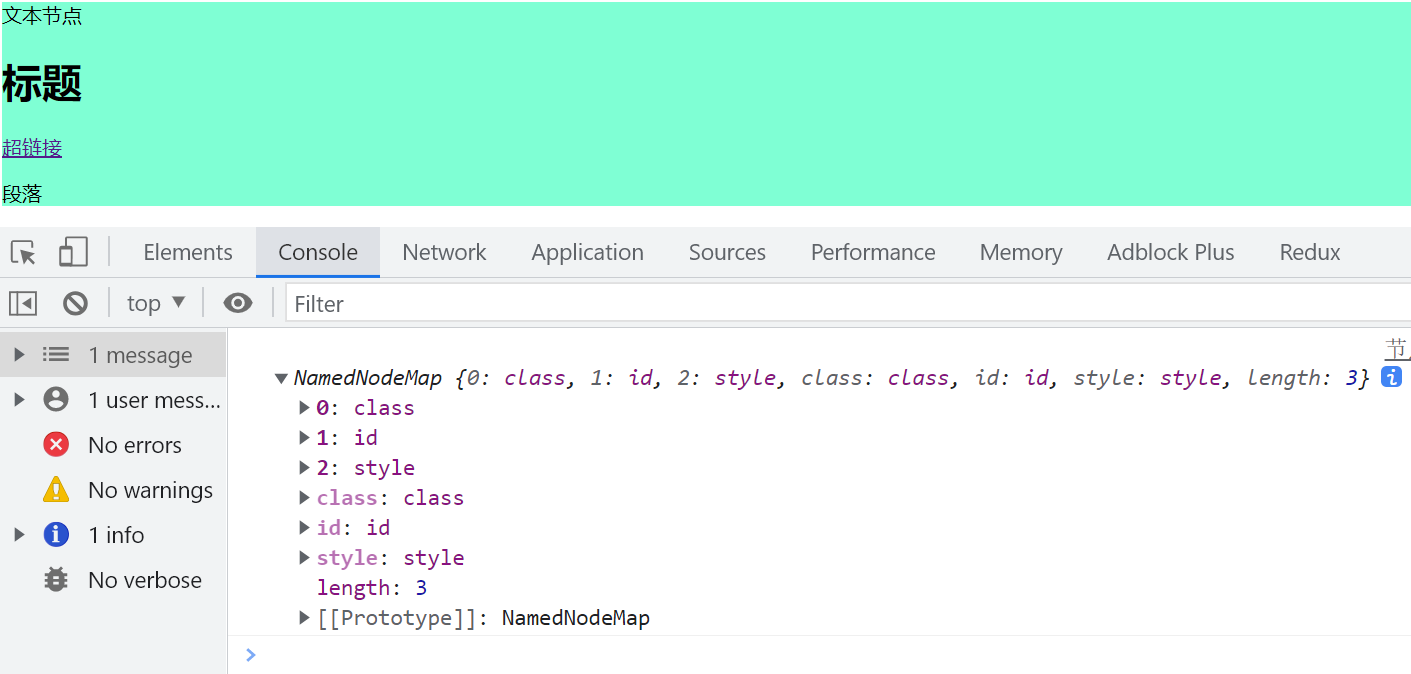 文本节点
标题
超链接
段落
Elements Console Network Application Sources Performance Memory Adblock Plus Redux
top Filter
1 message
1 user mess...
No errors
No warnings
1 info
No verbose
节
NamedNodeMap {0: class, 1: id, 2: style, class: class, id: id, style: style, length: 3}
0: class
1: id
2: style
class: class
id: id
style: style
length: 3
[[Prototype]]: NamedNodeMap